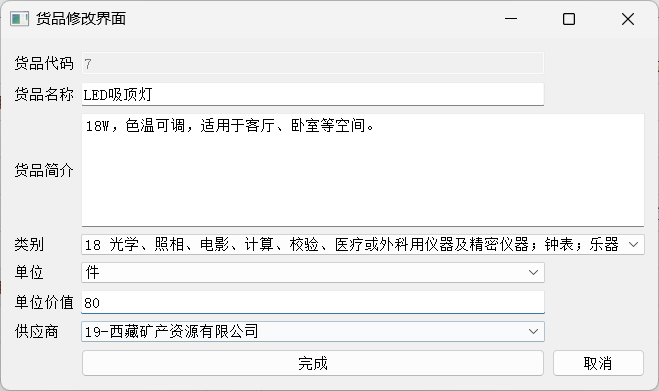 货品修改界面
货品代码 7
货品名称 LED吸顶灯
货品简介 18W，色温可调，适用于客厅、卧室等空间。
类别 18 光学、照相、电影、计算、校验、医疗或外科用仪器及精密仪器；钟表；乐器
单位 件
单位价值 80
供应商 19-西藏矿产资源有限公司
完成 取消